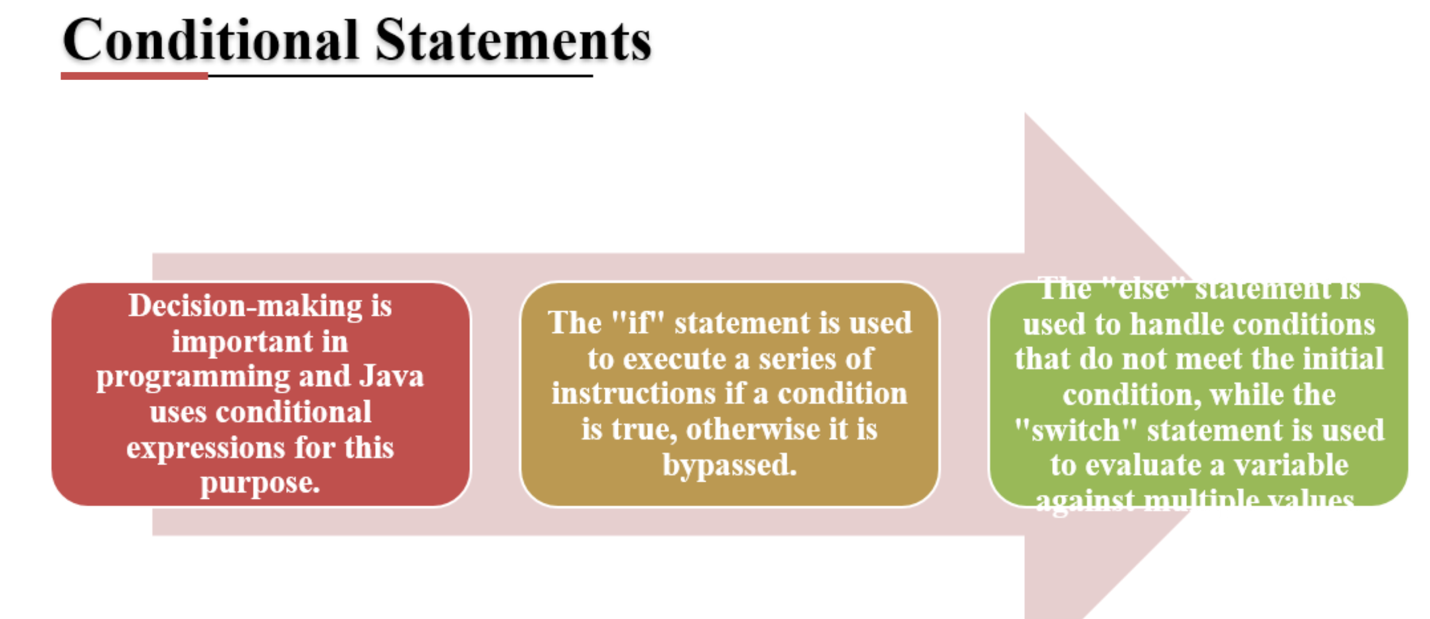 Conditional Statements
Decision-making is
important in
programming and Java
uses conditional
expressions for this
purpose.
The "if" statement is used
to execute a series of
instructions if a condition
is true, otherwise it is
bypassed.
The "else" statement is
used to handle conditions
that do not meet the initial
condition, while the
"switch" statement is used
to evaluate a variable
against multiple values.